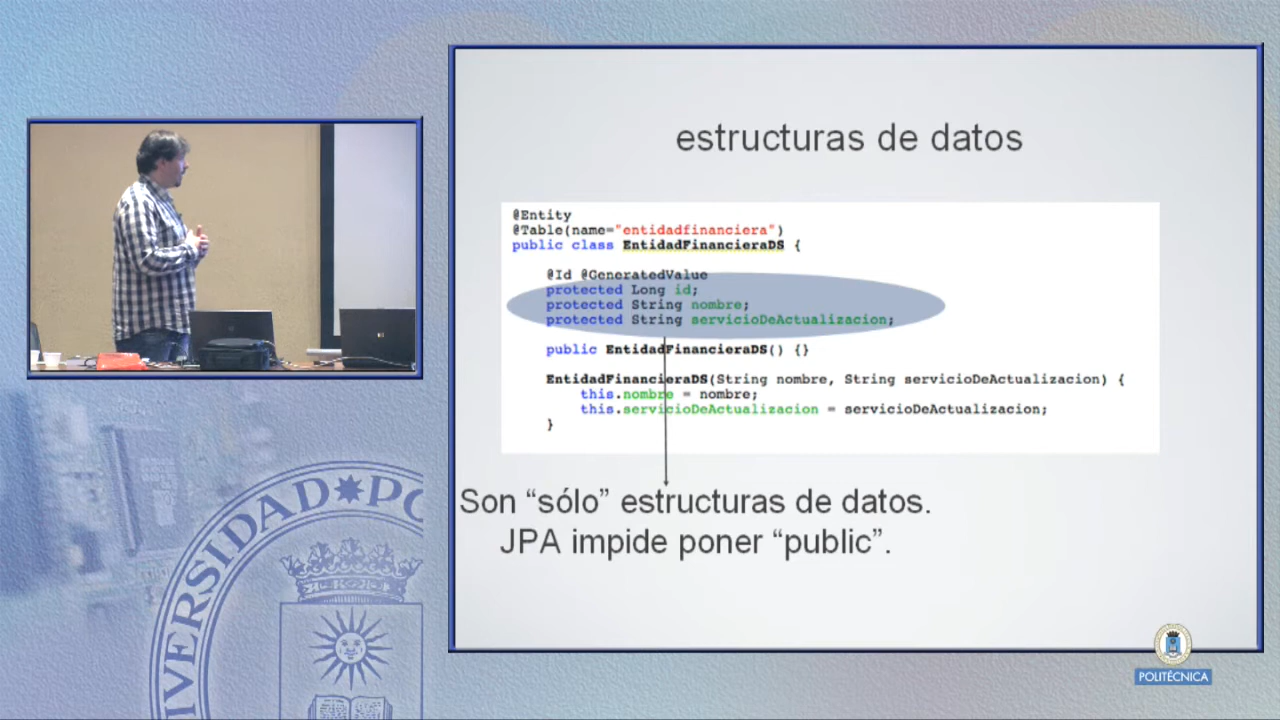 estructuras de datos
@Entity
@Table(name="entidadfinanciera")
public class EntidadFinancieraDS {
@Id @GeneratedValue
protected Long id;
protected String nombre;
protected String servicioDeActualizacion;
public EntidadFinancieraDS() {}
EntidadFinancieraDS(String nombre, String servicioDeActualizacion) {
this.nombre = nombre;
this.servicioDeActualizacion = servicioDeActualizacion;
}
Son “sólo” estructuras de datos.
JPA impide poner “public”.
VERSIDAD PO
POLITÉCNICA